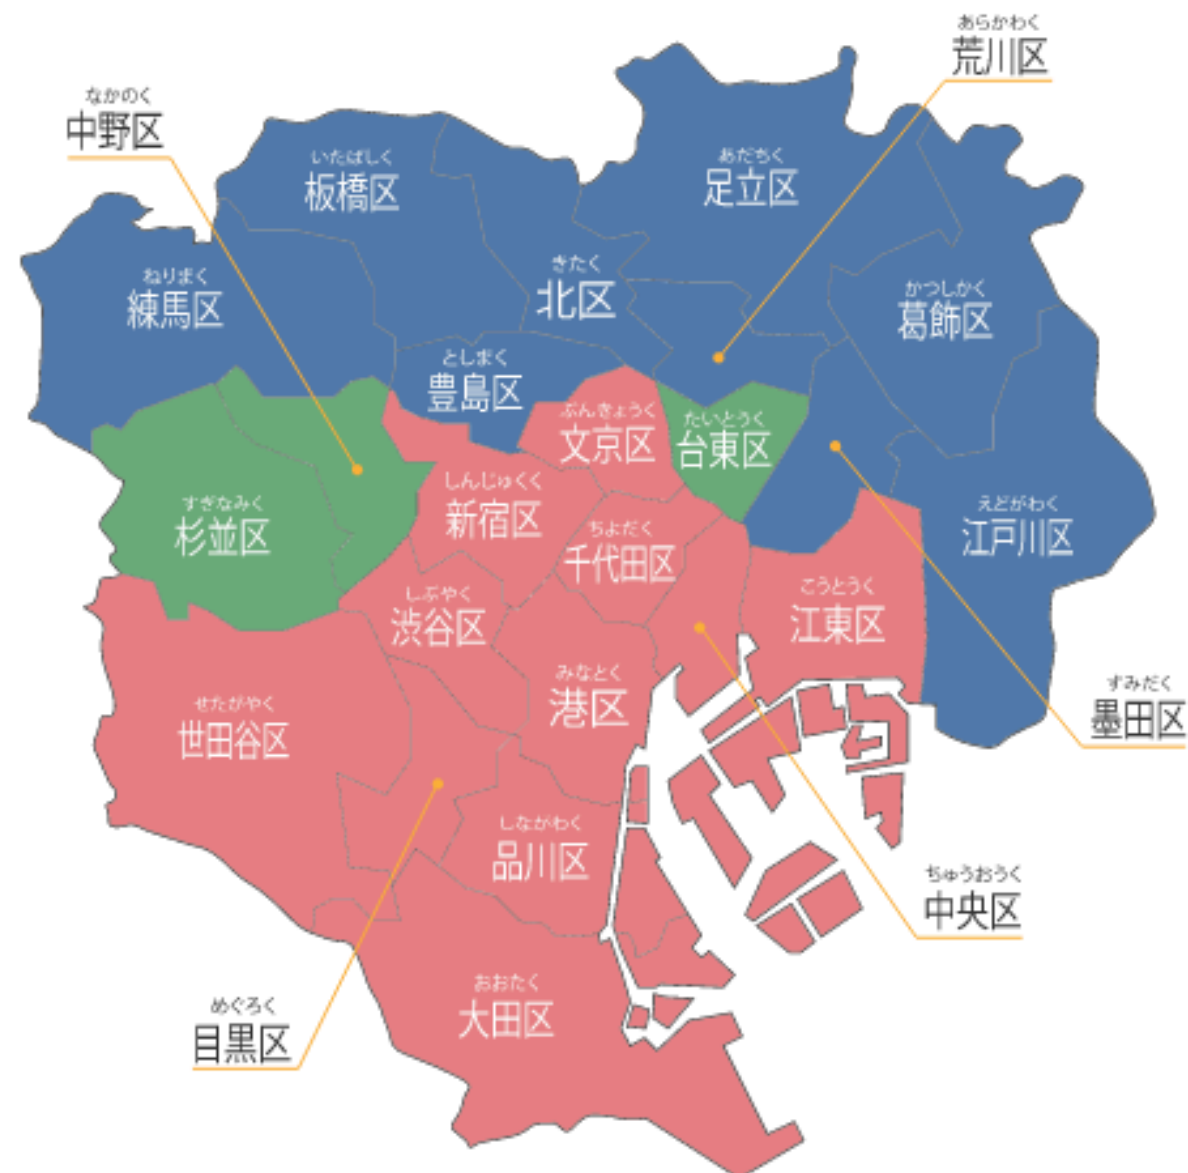 あらかわく
荒川区
なかのく
中野区
いたばしく
板橋区
あだちく
足立区
ねりまく
練馬区
きたく
北区
かつしかく
葛飾区
としまく
豊島区
ぶんきょうく
文京区
たいとうく
台東区
しんじゅくく
新宿区
すぎなみく
杉並区
ちよだく
千代田区
えどがわく
江戸川区
しぶやく
渋谷区
こうとうく
江東区
せたがやく
世田谷区
みなとく
港区
すみだく
墨田区
しながわく
品川区
ちゅうおうく
中央区
おおたく
大田区
めぐろく
目黒区